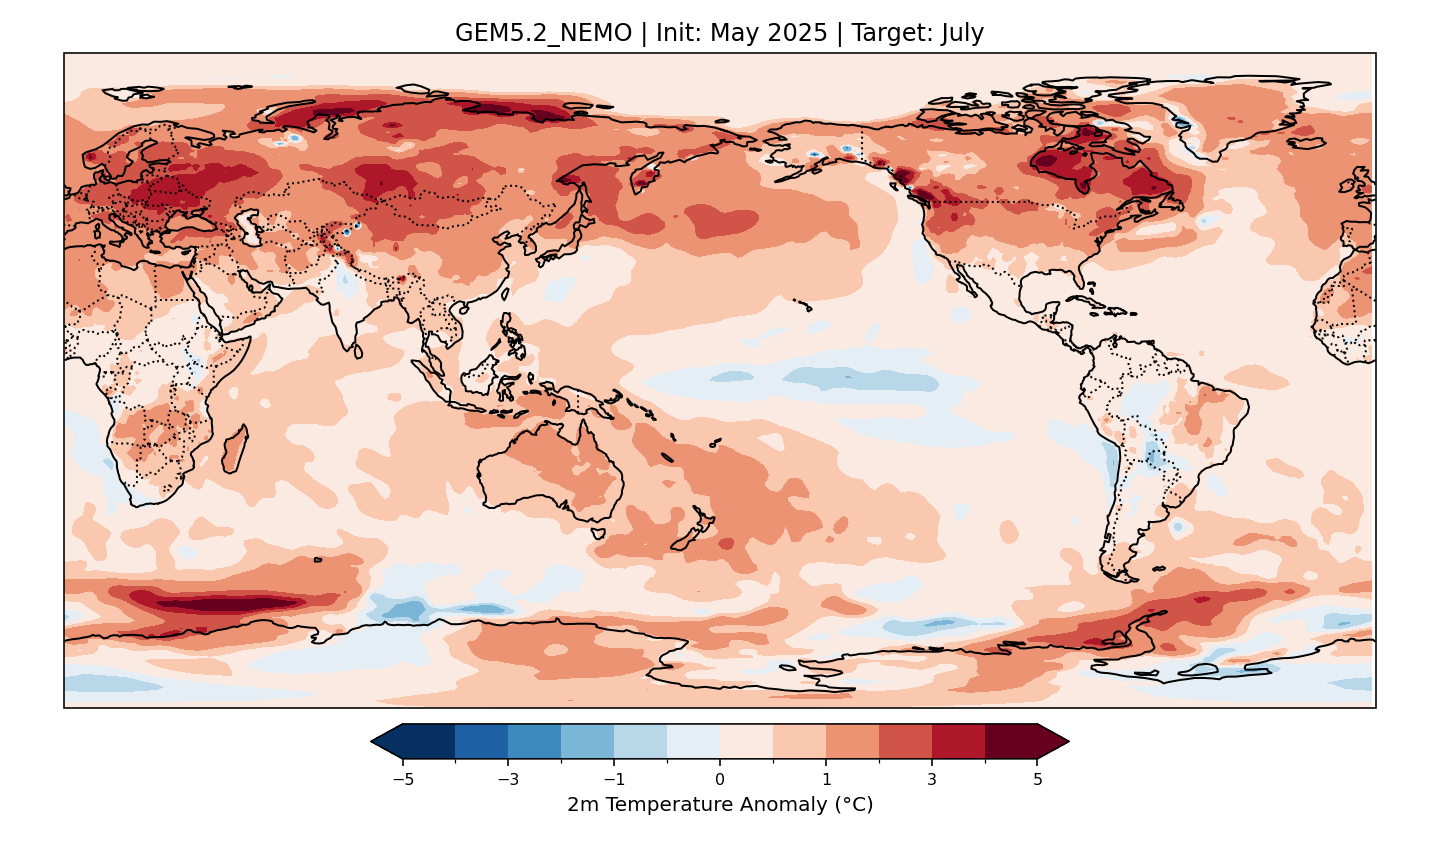 GEM5.2_NEMO | Init: May 2025 | Target: July
−5 −3 −1 0 1 3 5
2m Temperature Anomaly (°C)